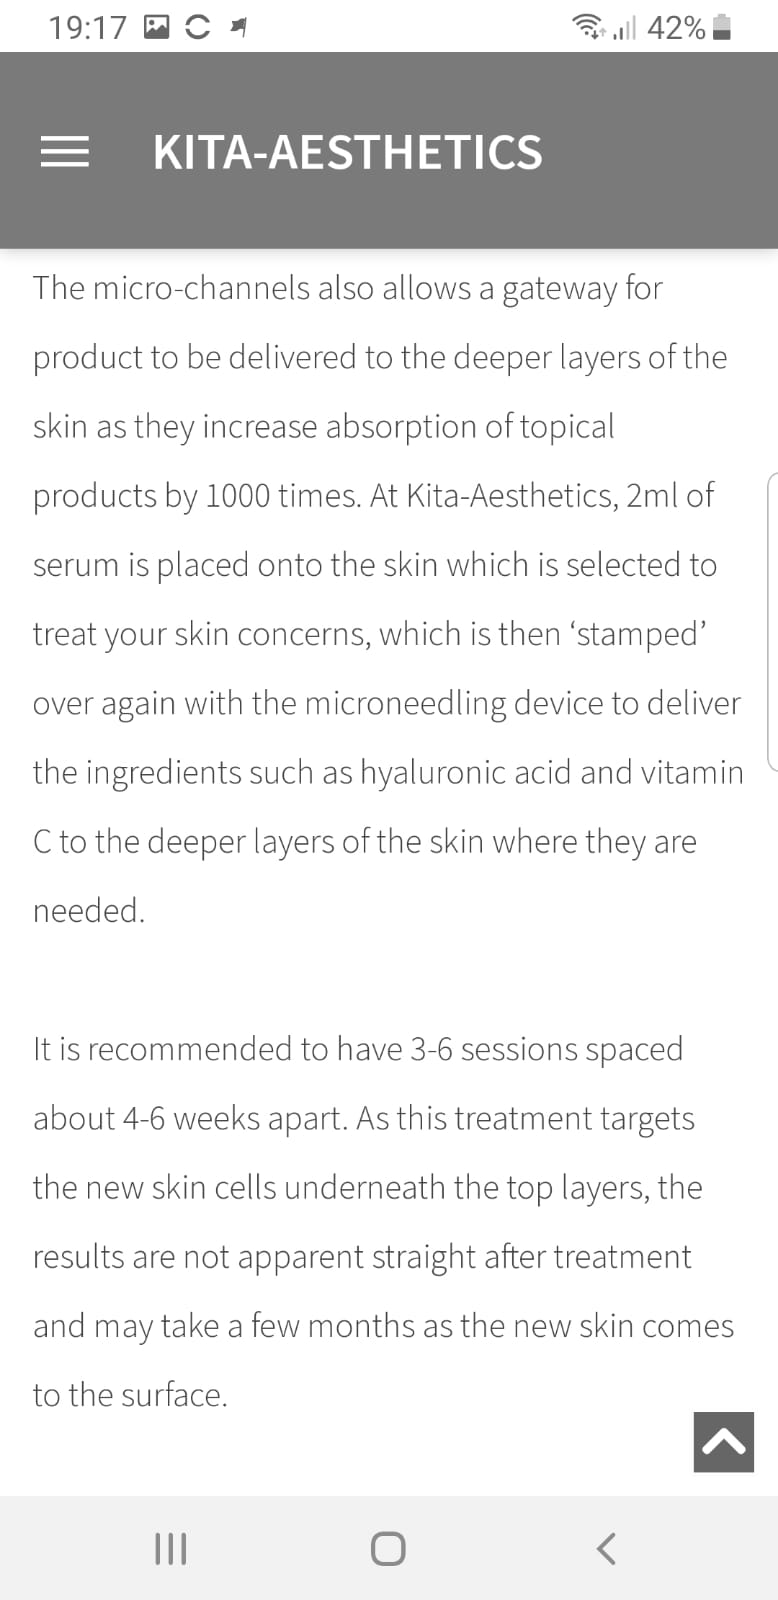 19:17
42%
KITA-AESTHETICS
The micro-channels also allows a gateway for
product to be delivered to the deeper layers of the
skin as they increase absorption of topical
products by 1000 times. At Kita-Aesthetics, 2ml of
serum is placed onto the skin which is selected to
treat your skin concerns, which is then ‘stamped’
over again with the microneedling device to deliver
the ingredients such as hyaluronic acid and vitamin
C to the deeper layers of the skin where they are
needed.
It is recommended to have 3-6 sessions spaced
about 4-6 weeks apart. As this treatment targets
the new skin cells underneath the top layers, the
results are not apparent straight after treatment
and may take a few months as the new skin comes
to the surface.